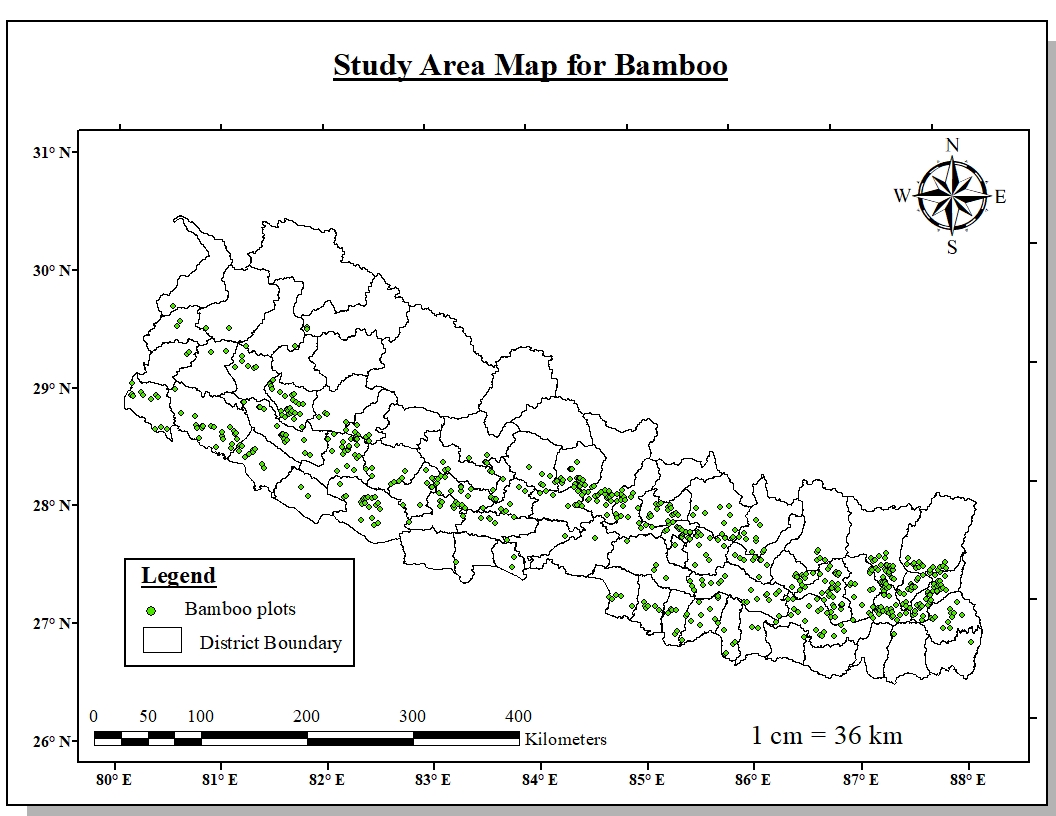 Study Area Map for Bamboo
N
W E
S
31° N
30° N
29° N
28° N
27° N
26° N
Legend
Bamboo plots
District Boundary
0 50 100 200 300 400
Kilometers
1 cm = 36 km
80° E 81° E 82° E 83° E 84° E 85° E 86° E 87° E 88° E